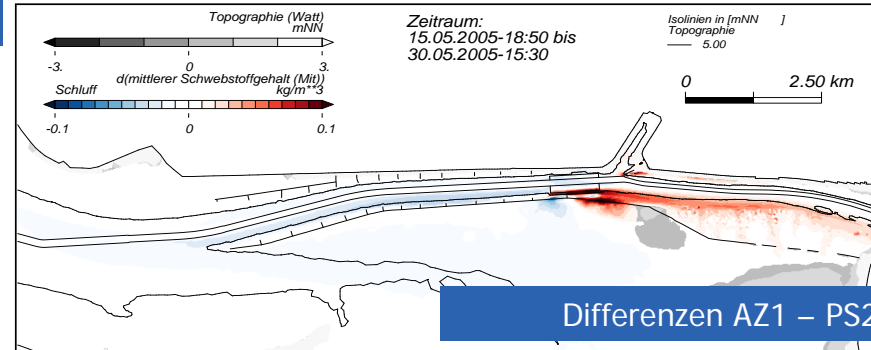 Topographie (Watt)
mNN
-3.
0
3.
d(mittlerer Schwebstoffgehalt (Mit))
Schluff
kg/m**3
-0.1
0
0.1
Zeitraum:
15.05.2005-18:50 bis
30.05.2005-15:30
Isolinien in [mNN ]
Topographie
5.00
0
2.50 km
Differenzen AZ1 – PS2